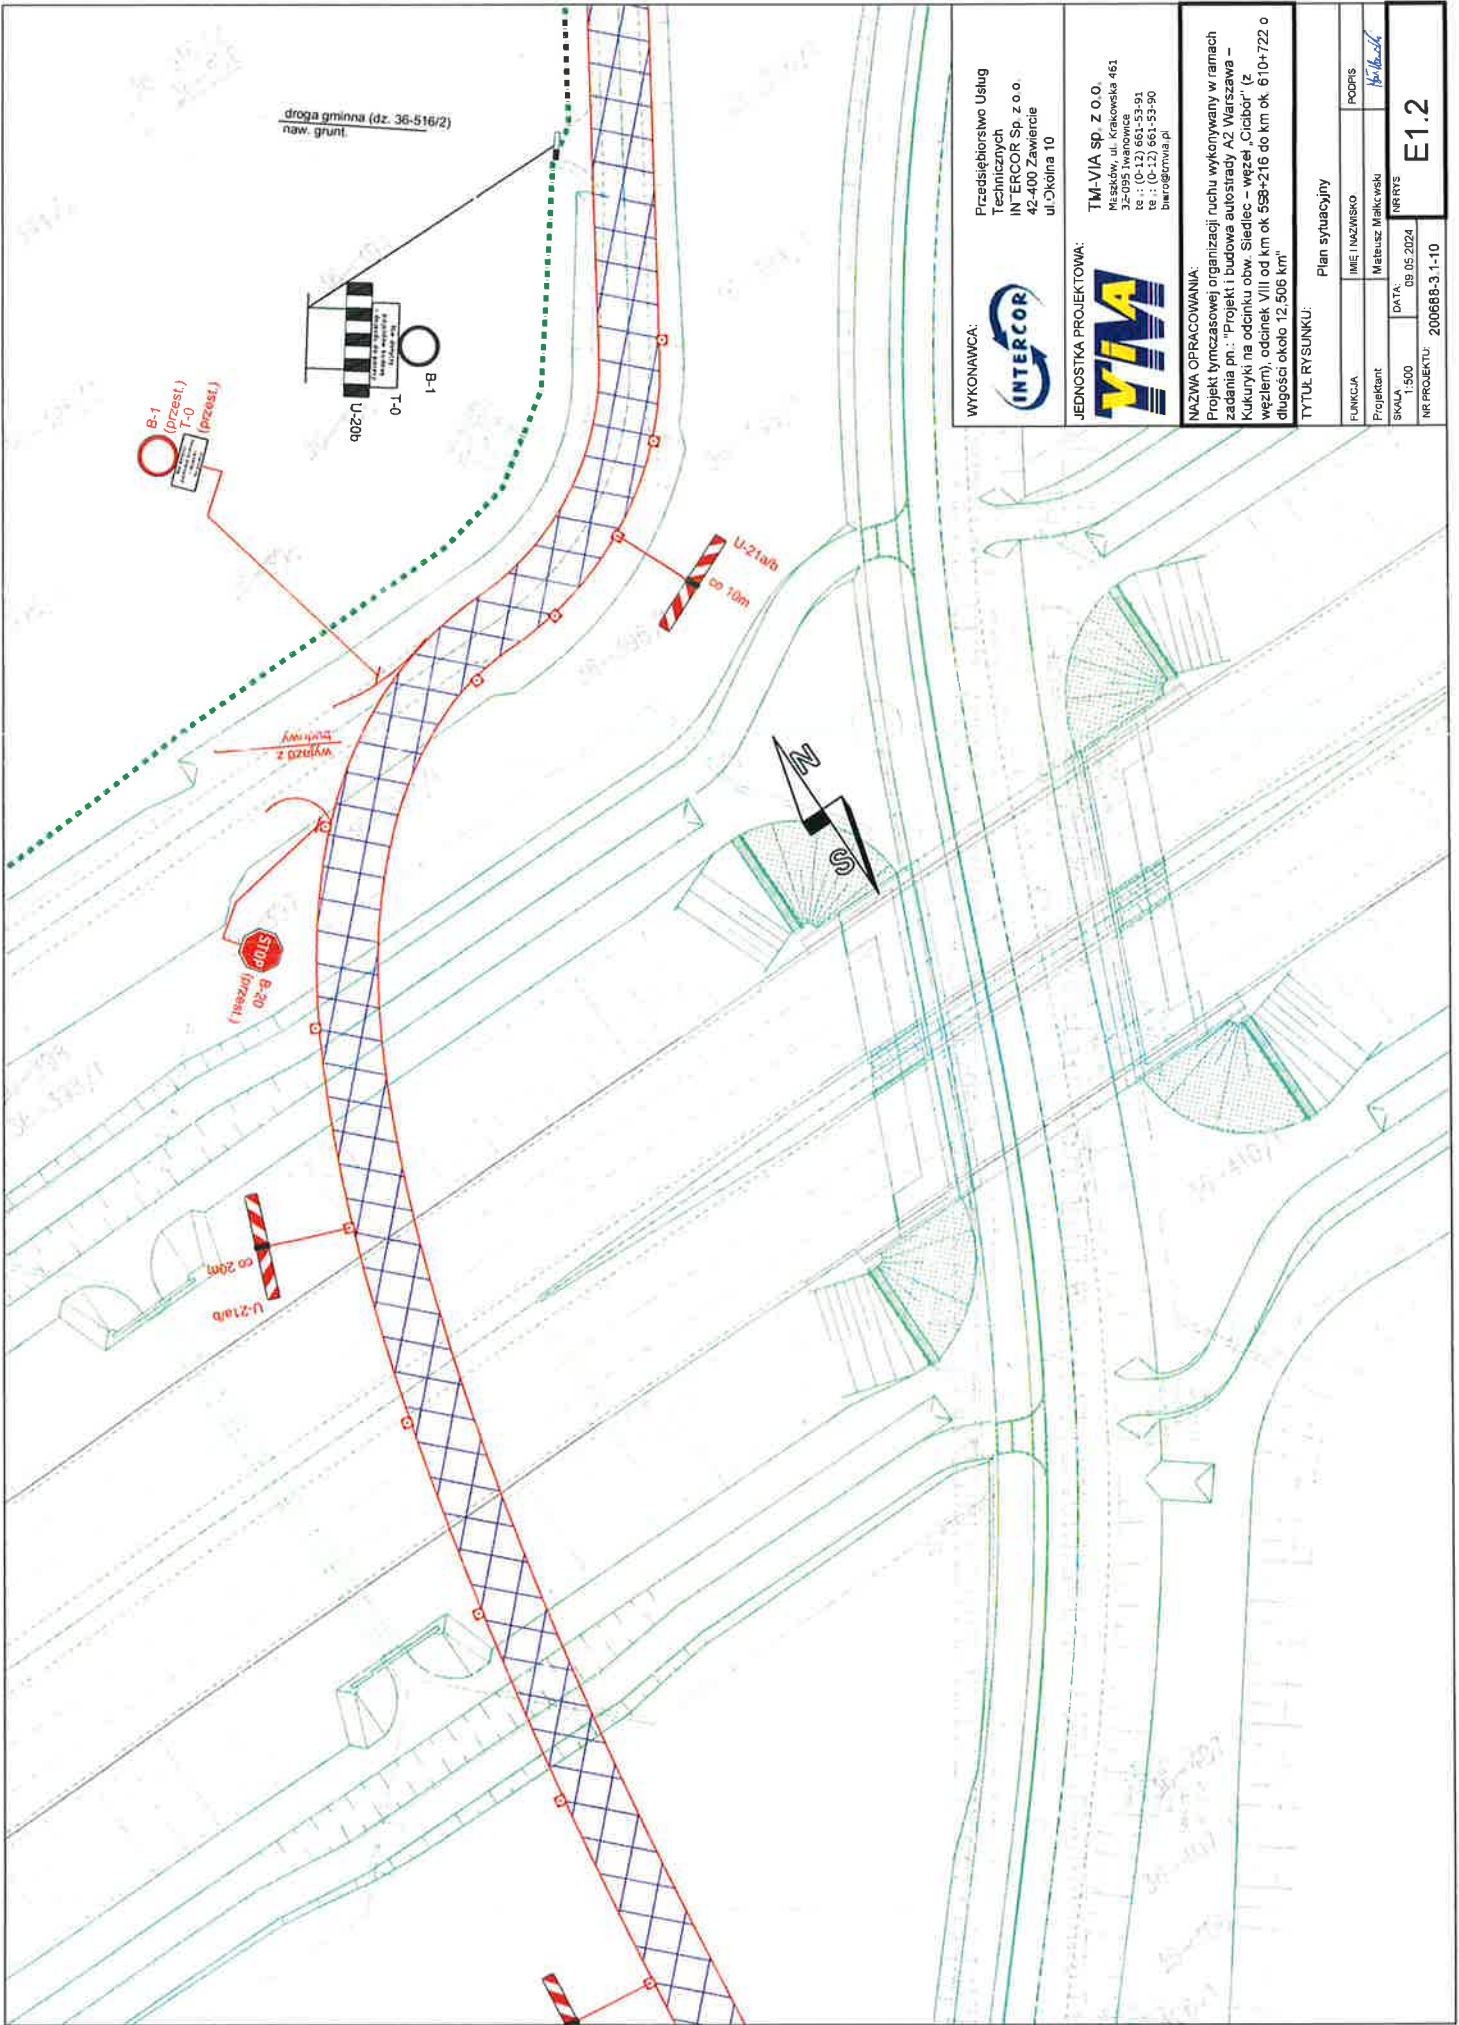 droga gminna (dz. 36-516/2)
naw. grunt.
B-1
T-0
U-20b
B-1
(przest.)
T-0
(przest.)
U-21a/b
co 10m
wyjazd z
budowy
STOP
B-20
(przest.)
N
S
co 20m
U-21a/b
WYKONAWCA:
INTERCOR
Przedsiębiorstwo Usług
Technicznych
INTERCOR Sp. z o.o.
42-400 Zawiercie
ul.Okólna 10
JEDNOSTKA PROJEKTOWA:
TM-VIA sp. z o.o.
Maszków, ul. Krakowska 461
32-095 Iwanowice
te.: (0-12) 661-53-91
te.: (0-12) 661-53-90
biuro@tmvia.pl
NAZWA OPRACOWANIA:
Projekt tymczasowej organizacji ruchu wykonywany w ramach
zadania pn.: "Projekt i budowa autostrady A2 Warszawa –
Kukuryki na odcinku obw. Siedlec – węzeł „Cicibór" (z
węzłem), odcinek VIII od km ok 598+216 do km ok. 610+722 o
długości około 12,506 km"
TYTUŁ RYSUNKU:
Plan sytuacyjny
FUNKCJA
IMIĘ I NAZWISKO
PODPIS
Projektant
Mateusz Małkowski
SKALA
1:500
DATA:
09.05.2024
NR RYS
E1.2
NR PROJEKTU:
200688-3.1-10